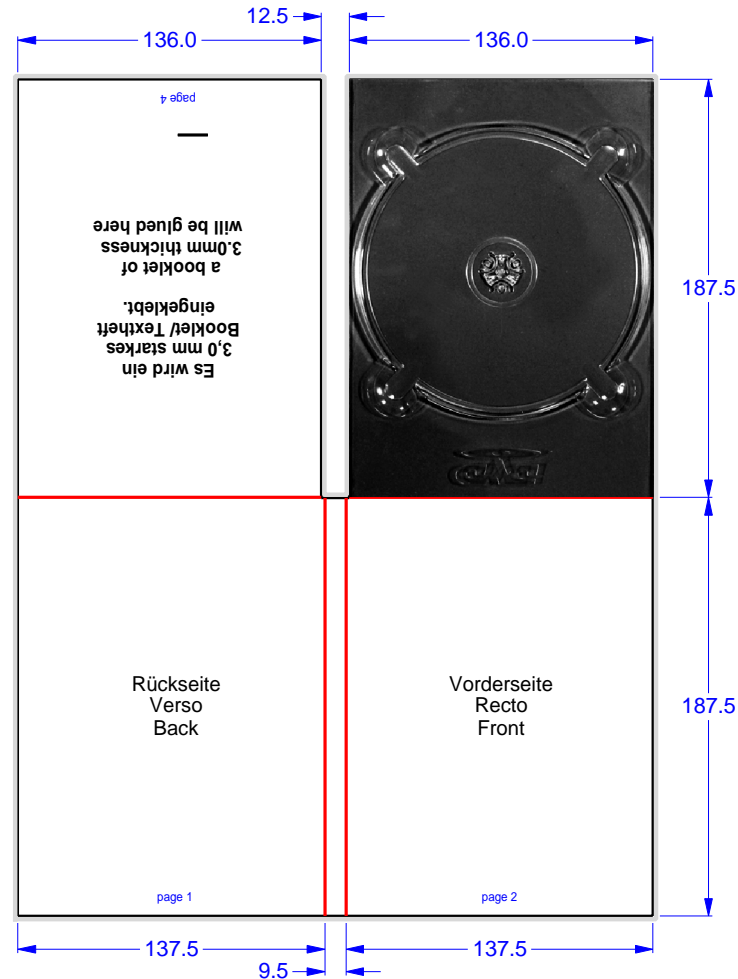 12.5
136.0
136.0
page 4
Es wird ein
3,0 mm starkes
Booklet/ Textheft
eingeklebt.
a booklet of
3.0mm thickness
will be glued here
187.5
Rückseite
Verso
Back
Vorderseite
Recto
Front
187.5
page 1
page 2
137.5
137.5
9.5